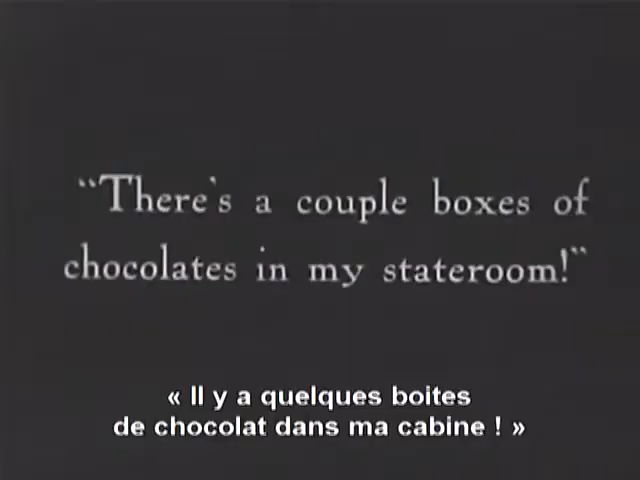 “There's a couple boxes of
chocolates in my stateroom!”
« Il y a quelques boites
de chocolat dans ma cabine ! »